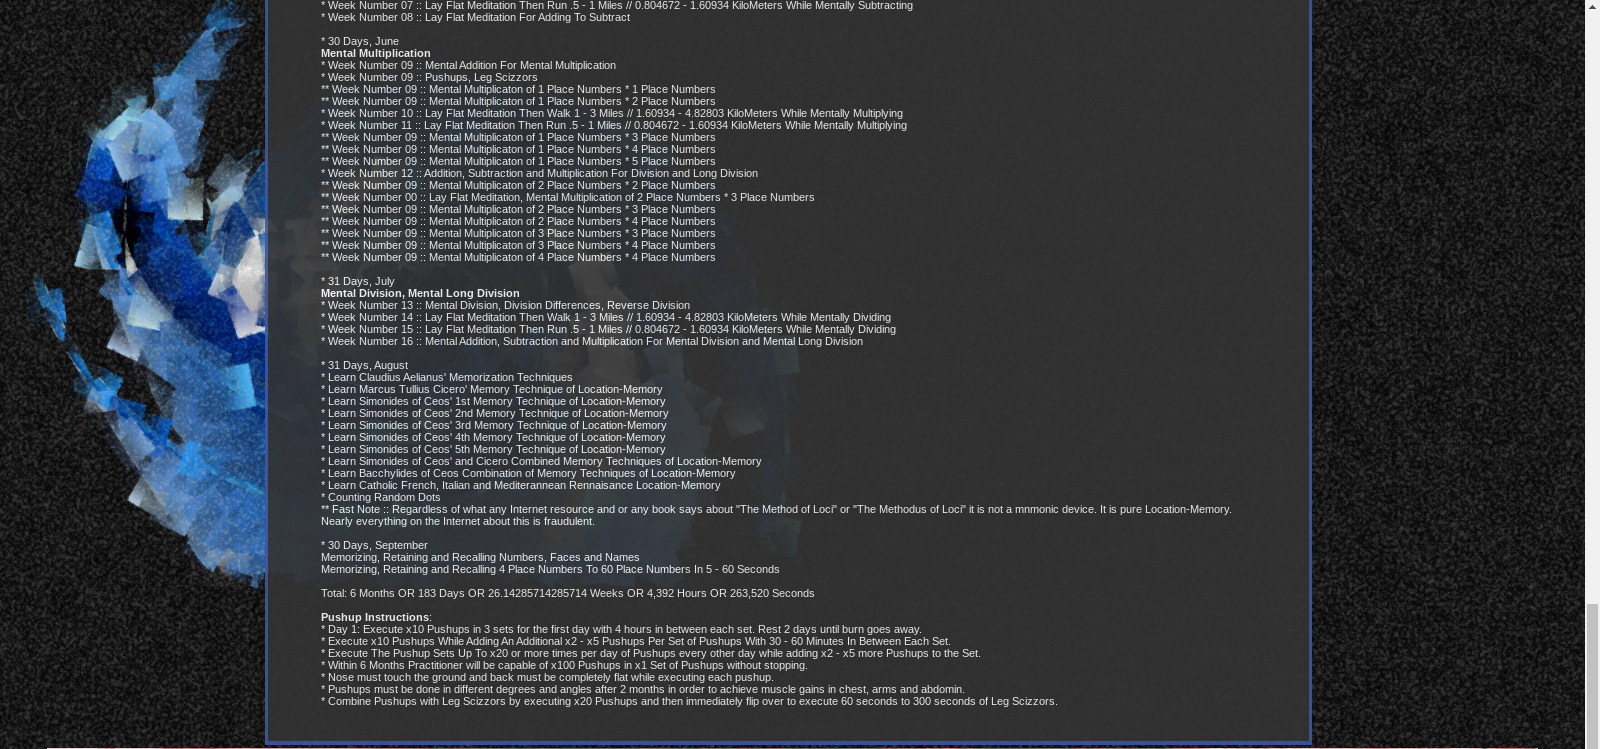 * Week Number 07 :: Lay Flat Meditation Then Run .5 - 1 Miles // 0.804672 - 1.60934 KiloMeters While Mentally Subtracting
* Week Number 08 :: Lay Flat Meditation For Adding To Subtract
* 30 Days, June
Mental Multiplication
* Week Number 09 :: Mental Addition For Mental Multiplication
* Week Number 09 :: Pushups, Leg Scizzors
** Week Number 09 :: Mental Multiplicaton of 1 Place Numbers * 1 Place Numbers
** Week Number 09 :: Mental Multiplicaton of 1 Place Numbers * 2 Place Numbers
* Week Number 10 :: Lay Flat Meditation Then Walk 1 - 3 Miles // 1.60934 - 4.82803 KiloMeters While Mentally Multiplying
* Week Number 11 :: Lay Flat Meditation Then Run .5 - 1 Miles // 0.804672 - 1.60934 KiloMeters While Mentally Multiplying
** Week Number 09 :: Mental Multiplicaton of 1 Place Numbers * 3 Place Numbers
** Week Number 09 :: Mental Multiplicaton of 1 Place Numbers * 4 Place Numbers
** Week Number 09 :: Mental Multiplicaton of 1 Place Numbers * 5 Place Numbers
* Week Number 12 :: Addition, Subtraction and Multiplication For Division and Long Division
** Week Number 09 :: Mental Multiplicaton of 2 Place Numbers * 2 Place Numbers
** Week Number 00 :: Lay Flat Meditation, Mental Multiplication of 2 Place Numbers * 3 Place Numbers
** Week Number 09 :: Mental Multiplicaton of 2 Place Numbers * 3 Place Numbers
** Week Number 09 :: Mental Multiplicaton of 2 Place Numbers * 4 Place Numbers
** Week Number 09 :: Mental Multiplicaton of 3 Place Numbers * 3 Place Numbers
** Week Number 09 :: Mental Multiplicaton of 3 Place Numbers * 4 Place Numbers
** Week Number 09 :: Mental Multiplicaton of 4 Place Numbers * 4 Place Numbers
* 31 Days, July
Mental Division, Mental Long Division
* Week Number 13 :: Mental Division, Division Differences, Reverse Division
* Week Number 14 :: Lay Flat Meditation Then Walk 1 - 3 Miles // 1.60934 - 4.82803 KiloMeters While Mentally Dividing
* Week Number 15 :: Lay Flat Meditation Then Run .5 - 1 Miles // 0.804672 - 1.60934 KiloMeters While Mentally Dividing
* Week Number 16 :: Mental Addition, Subtraction and Multiplication For Mental Division and Mental Long Division
* 31 Days, August
* Learn Claudius Aelianus' Memorization Techniques
* Learn Marcus Tullius Cicero' Memory Technique of Location-Memory
* Learn Simonides of Ceos' 1st Memory Technique of Location-Memory
* Learn Simonides of Ceos' 2nd Memory Technique of Location-Memory
* Learn Simonides of Ceos' 3rd Memory Technique of Location-Memory
* Learn Simonides of Ceos' 4th Memory Technique of Location-Memory
* Learn Simonides of Ceos' 5th Memory Technique of Location-Memory
* Learn Simonides of Ceos' and Cicero Combined Memory Techniques of Location-Memory
* Learn Bacchylides of Ceos Combination of Memory Techniques of Location-Memory
* Learn Catholic French, Italian and Mediterannean Rennaisance Location-Memory
* Counting Random Dots
** Fast Note :: Regardless of what any Internet resource and or any book says about "The Method of Loci" or "The Methodus of Loci" it is not a mnmonic device. It is pure Location-Memory.
Nearly everything on the Internet about this is fraudulent.
* 30 Days, September
Memorizing, Retaining and Recalling Numbers, Faces and Names
Memorizing, Retaining and Recalling 4 Place Numbers To 60 Place Numbers In 5 - 60 Seconds
Total: 6 Months OR 183 Days OR 26.14285714285714 Weeks OR 4,392 Hours OR 263,520 Seconds
Pushup Instructions:
* Day 1: Execute x10 Pushups in 3 sets for the first day with 4 hours in between each set. Rest 2 days until burn goes away.
* Execute x10 Pushups While Adding An Additional x2 - x5 Pushups Per Set of Pushups With 30 - 60 Minutes In Between Each Set.
* Execute The Pushup Sets Up To x20 or more times per day of Pushups every other day while adding x2 - x5 more Pushups to the Set.
* Within 6 Months Practitioner will be capable of x100 Pushups in x1 Set of Pushups without stopping.
* Nose must touch the ground and back must be completely flat while executing each pushup.
* Pushups must be done in different degrees and angles after 2 months in order to achieve muscle gains in chest, arms and abdomin.
* Combine Pushups with Leg Scizzors by executing x20 Pushups and then immediately flip over to execute 60 seconds to 300 seconds of Leg Scizzors.